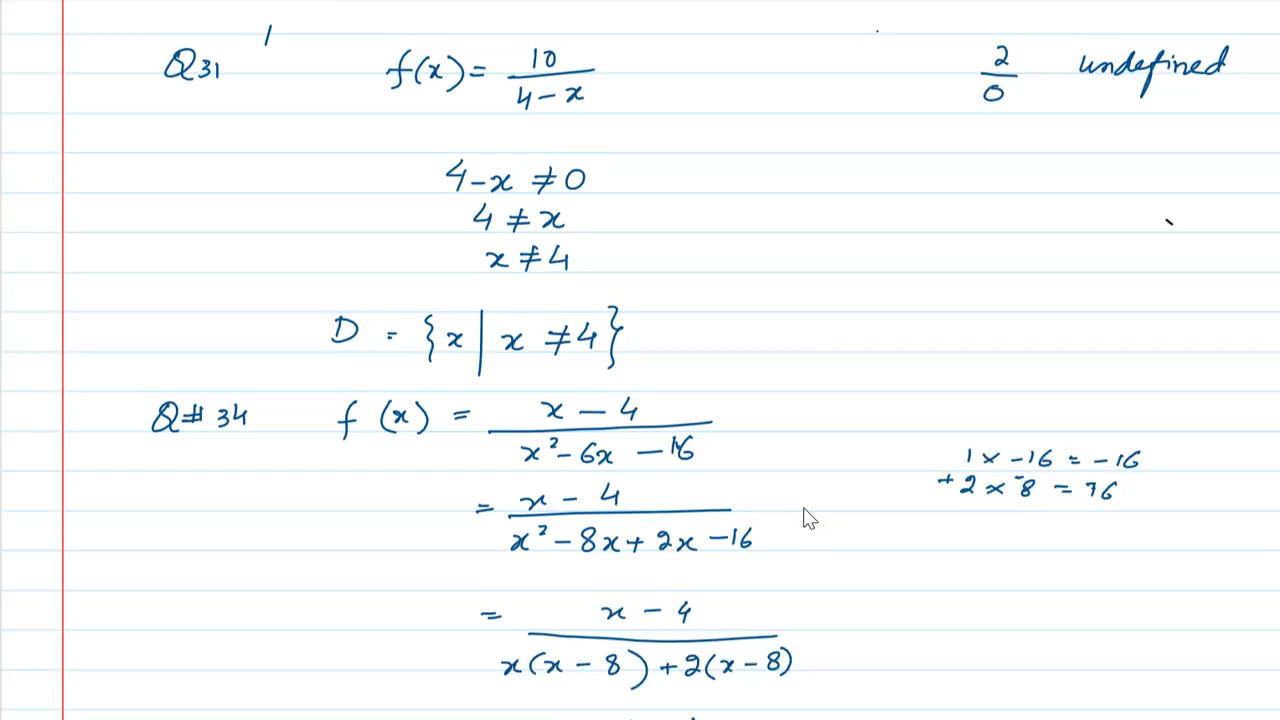 Q31 f(x) = 10/(4 - x) 2/0 undefined
4 - x ≠ 0
4 ≠ x
x ≠ 4
D = {x | x ≠ 4}
Q# 34 f (x) = (x - 4)/(x² - 6x - 16)
1 x -16 = -16
= (x - 4)/(x² - 8x + 2x - 16)
+2 x -8 =
= (x - 4)/(x(x - 8) + 2(x - 8))